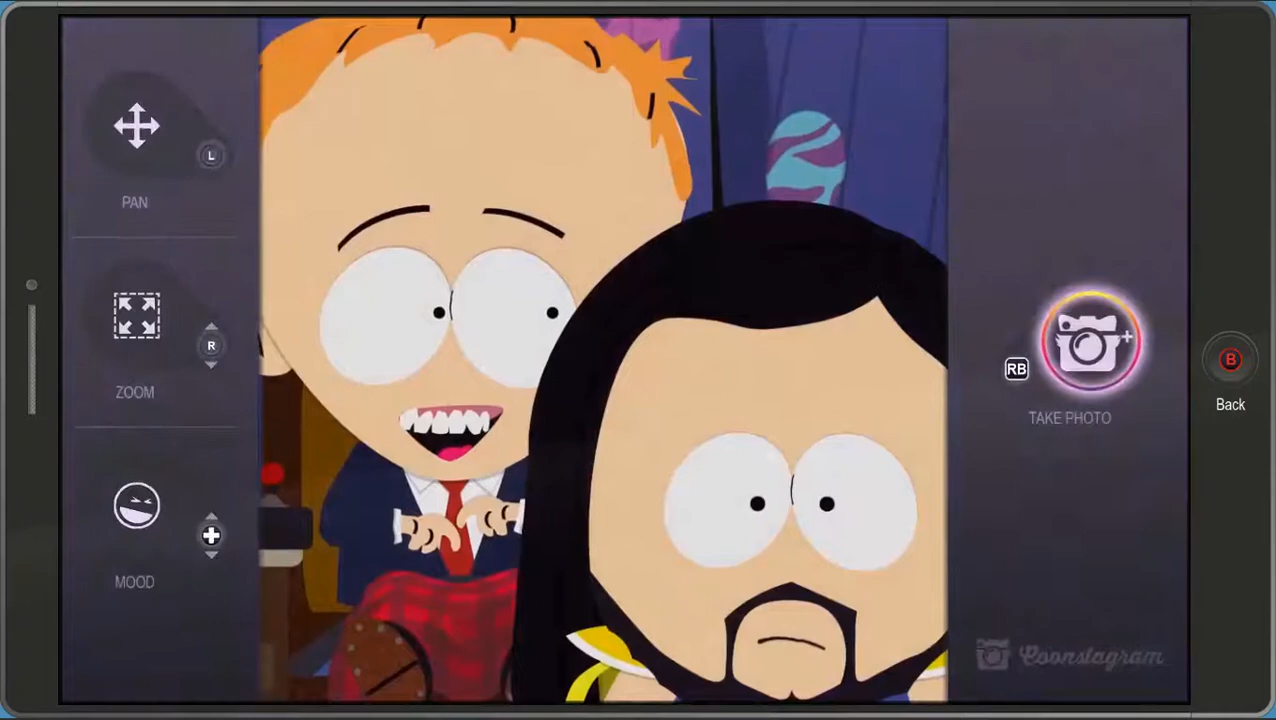 L
PAN
R
ZOOM
MOOD
RB
TAKE PHOTO
B
Back
Coonstagram